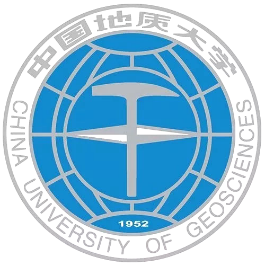 中国地质大学
CHINA UNIVERSITY OF GEOSCIENCES
1952